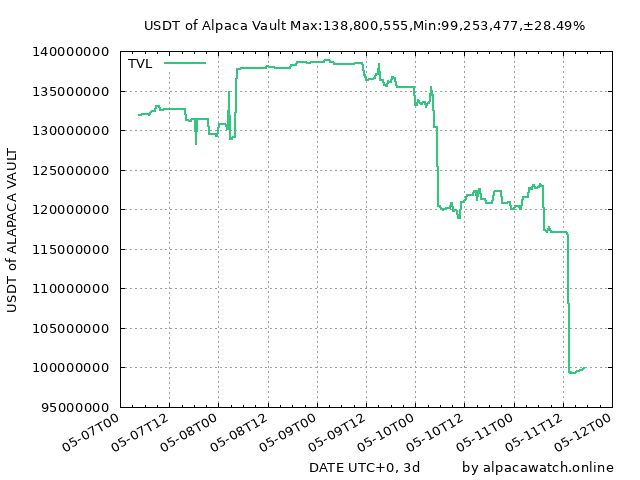 USDT of Alpaca Vault Max:138,800,555,Min:99,253,477,±28.49%
TVL
140000000
135000000
130000000
125000000
120000000
115000000
110000000
105000000
100000000
95000000
USDT of ALAPACA VAULT
05-07T00
05-07T12
05-08T00
05-08T12
05-09T00
05-09T12
05-10T00
05-10T12
05-11T00
05-11T12
05-12T00
DATE UTC+0, 3d
by alpacawatch.online